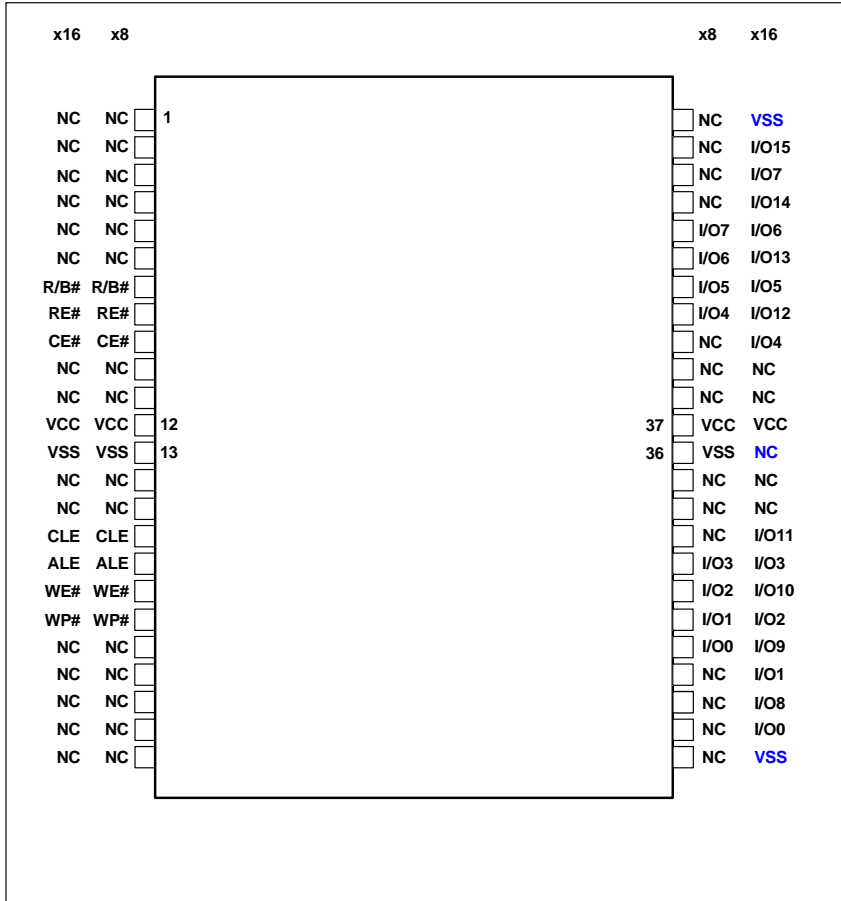 x16 x8 x8 x16
NC NC 1 NC VSS
NC NC NC I/O15
NC NC NC I/O7
NC NC NC I/O14
NC NC I/O7 I/O6
NC NC I/O6 I/O13
R/B# R/B# I/O5 I/O5
RE# RE# I/O4 I/O12
CE# CE# NC I/O4
NC NC NC NC
NC NC NC NC
VCC VCC 12 37 VCC VCC
VSS VSS 13 36 VSS NC
NC NC NC NC
NC NC NC NC
CLE CLE NC I/O11
ALE ALE I/O3 I/O3
WE# WE# I/O2 I/O10
WP# WP# I/O1 I/O2
NC NC I/O0 I/O9
NC NC NC I/O1
NC NC NC I/O8
NC NC NC I/O0
NC NC NC VSS